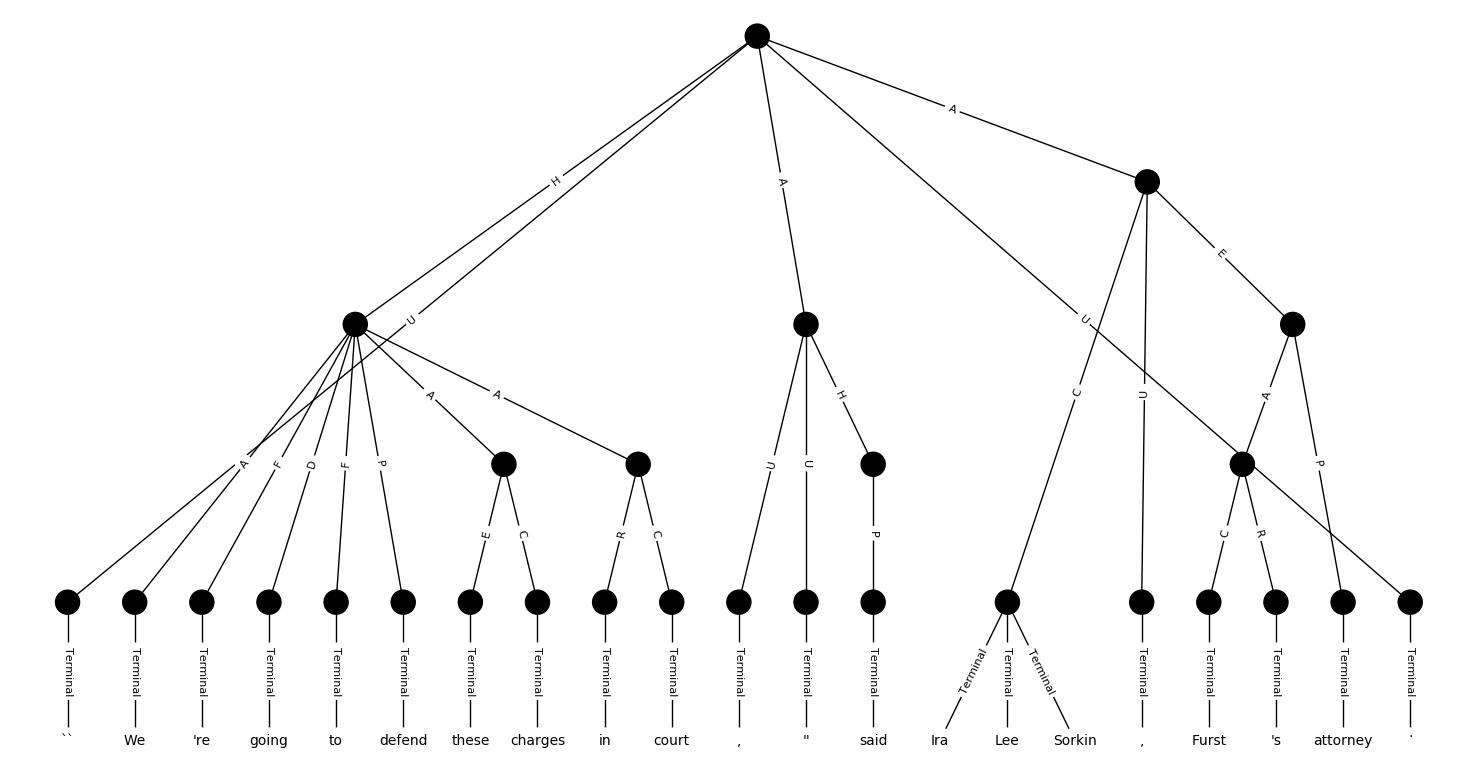 H
A
A
U
E
U
U
A
A
C
U
H
A
A
F
D
F
P
U
U
P
E
C
R
C
P
C
R
Terminal Terminal Terminal Terminal Terminal Terminal Terminal Terminal Terminal Terminal Terminal Terminal Terminal Terminal Terminal Terminal Terminal Terminal Terminal Terminal Terminal
`` We 're going to defend these charges in court , " said Ira Lee Sorkin , Furst 's attorney .